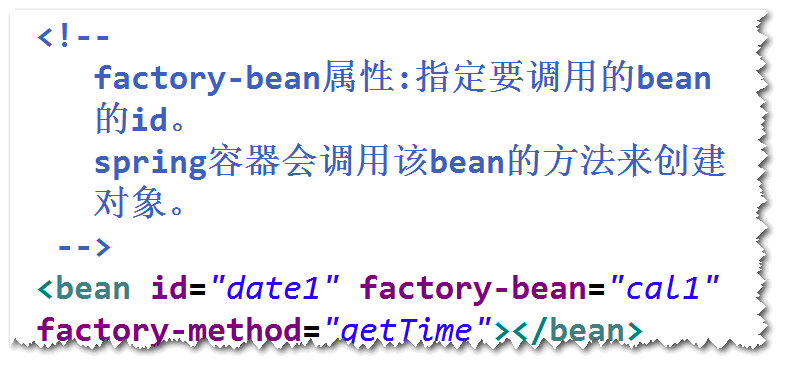 <!--
factory-bean属性:指定要调用的bean
的id。
spring容器会调用该bean的方法来创建
对象。
-->
<bean id="date1" factory-bean="cal1"
factory-method="getTime"></bean>